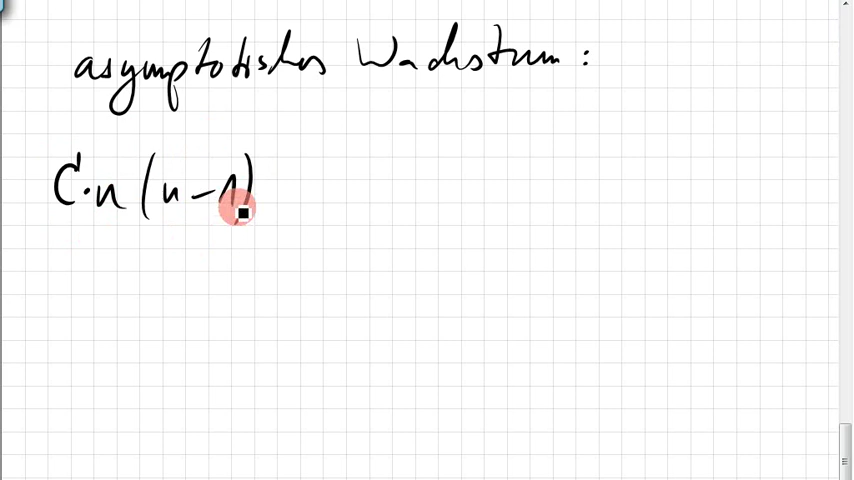 asymptotisches Wachstum :
C·n (n-1)